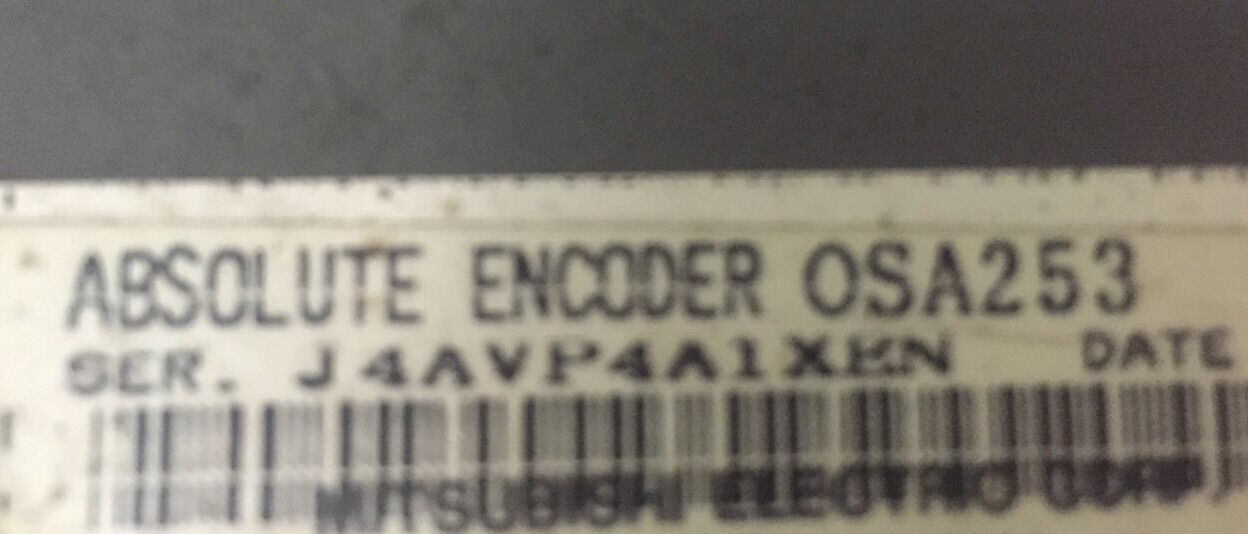 ABSOLUTE ENCODER OSA253
SER. J4AVP4A1XEN DATE
MITSUBISHI ELECTRIC CORP